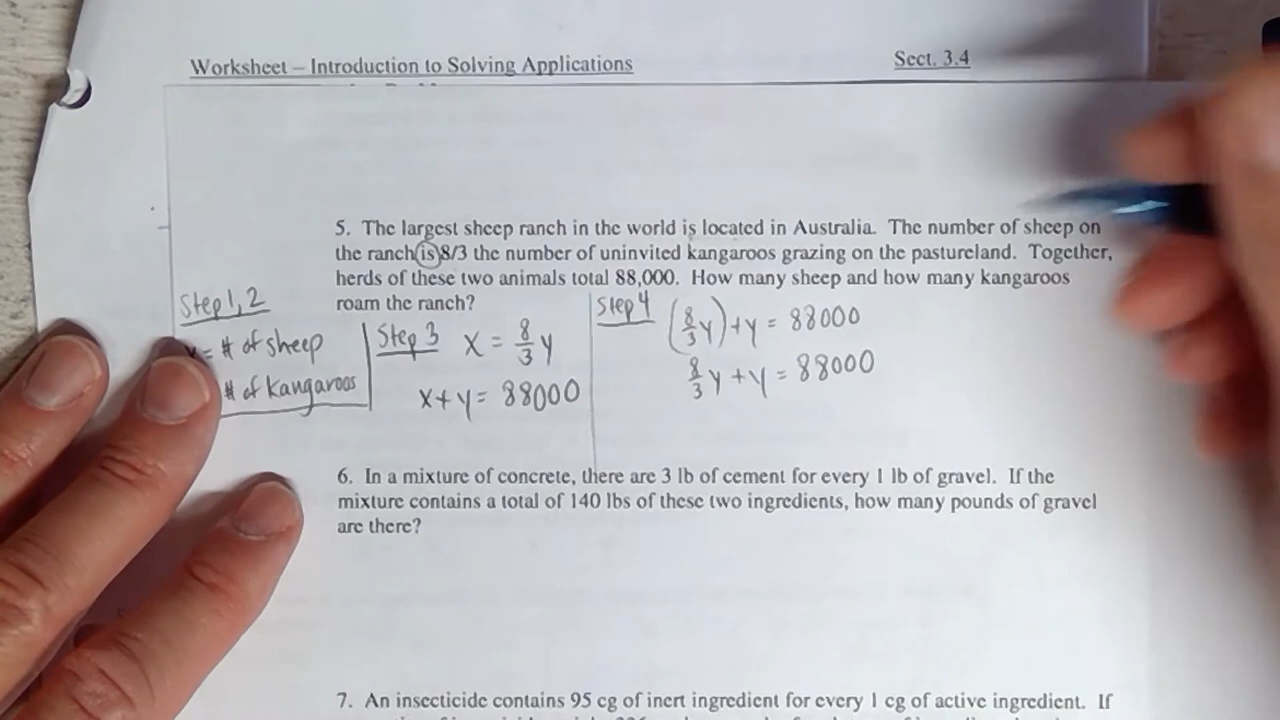 Worksheet – Introduction to Solving Applications
Sect. 3.4
5. The largest sheep ranch in the world is located in Australia. The number of sheep on
the ranch is 8/3 the number of uninvited kangaroos grazing on the pastureland. Together,
herds of these two animals total 88,000. How many sheep and how many kangaroos
roam the ranch?
Step 1, 2
= # of sheep
# of kangaroos
Step 3 x = 8/3 y
x + y = 88000
Step 4 (8/3 y) + y = 88000
8/3 y + y = 88000
6. In a mixture of concrete, there are 3 lb of cement for every 1 lb of gravel. If the
mixture contains a total of 140 lbs of these two ingredients, how many pounds of gravel
are there?
7. An insecticide contains 95 cg of inert ingredient for every 1 cg of active ingredient. If